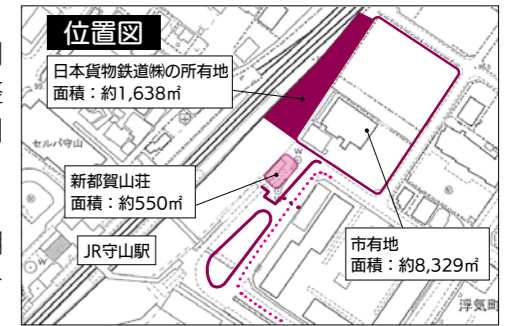 位置図
日本貨物鉄道㈱の所有地
面積：約1,638㎡
セルバ守山
新都賀山荘
面積：約550㎡
JR守山駅
市有地
面積：約8,329㎡
浮気町